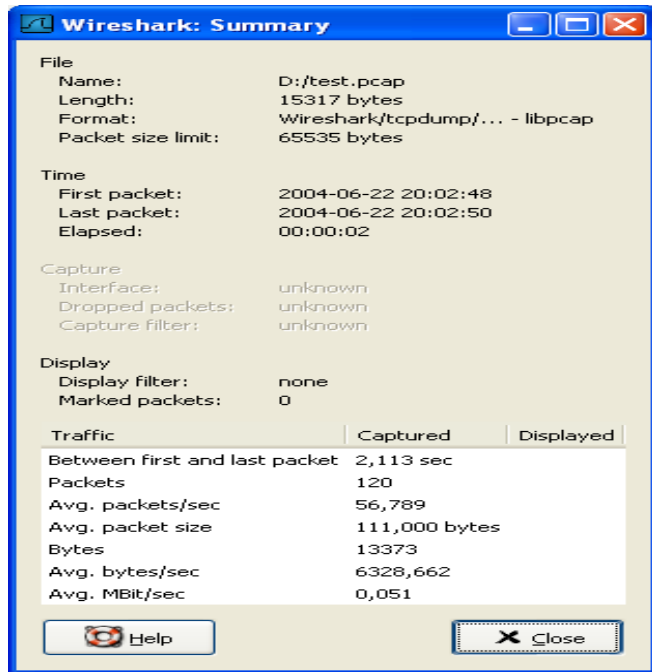 Wireshark: Summary
File
Name: D:/test.pcap
Length: 15317 bytes
Format: Wireshark/tcpdump/... - libpcap
Packet size limit: 65535 bytes
Time
First packet: 2004-06-22 20:02:48
Last packet: 2004-06-22 20:02:50
Elapsed: 00:00:02
Capture
Interface: unknown
Dropped packets: unknown
Capture filter: unknown
Display
Display filter: none
Marked packets: 0
Traffic Captured Displayed
Between first and last packet 2,113 sec
Packets 120
Avg. packets/sec 56,789
Avg. packet size 111,000 bytes
Bytes 13373
Avg. bytes/sec 6328,662
Avg. MBit/sec 0,051
Help Close